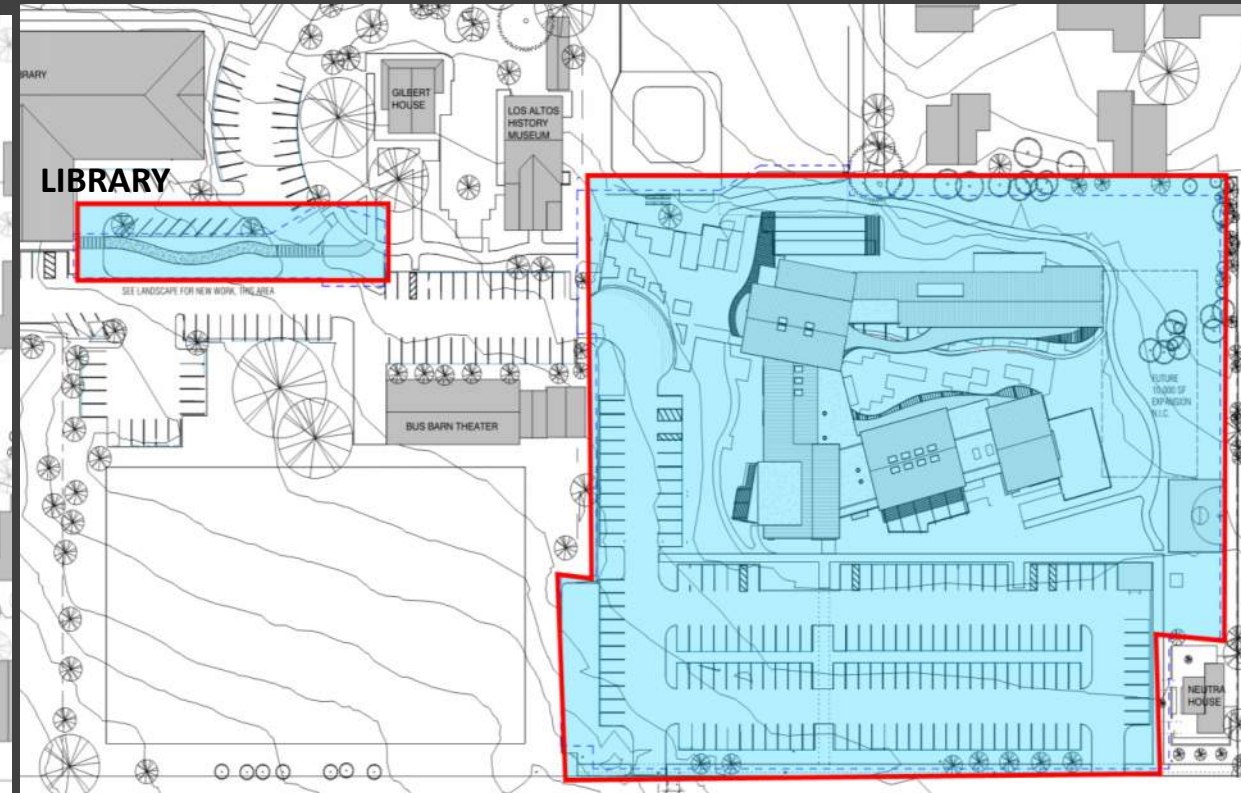 GILBERT
HOUSE
LOS ALTOS
HISTORY
MUSEUM
LIBRARY
SEE LANDSCAPE FOR NEW WORK, THIS AREA
BUS BARN THEATER
FUTURE
10,000 SF
EXPANSION
N.I.C.
NEUTRA
HOUSE